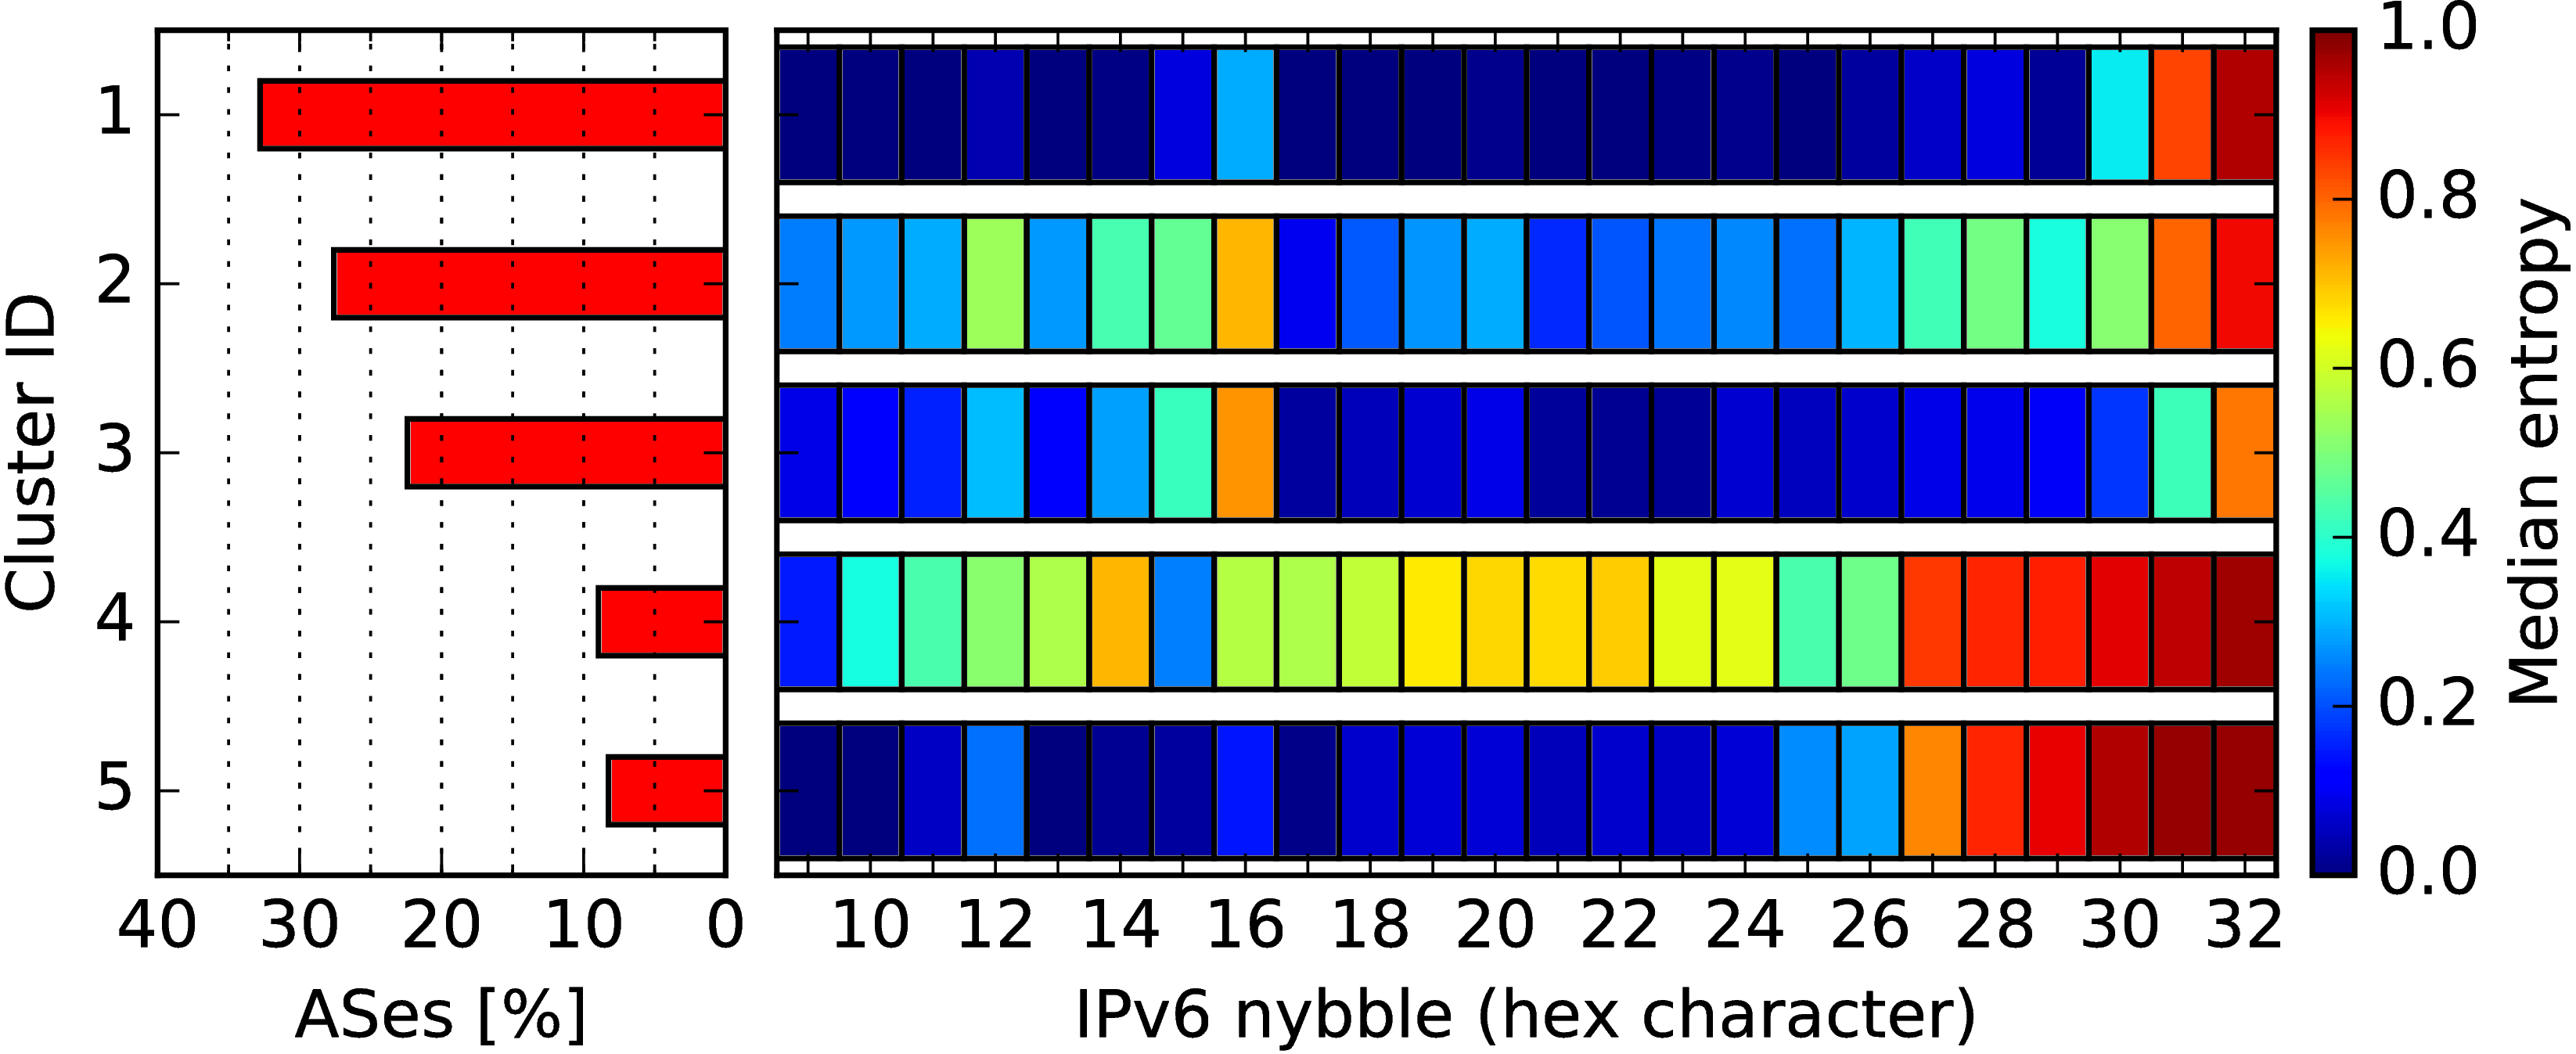 Cluster ID
1
2
3
4
5
40 30 20 10 0
ASes [%]
10 12 14 16 18 20 22 24 26 28 30 32
IPv6 nybble (hex character)
1.0
0.8
0.6
0.4
0.2
0.0
Median entropy